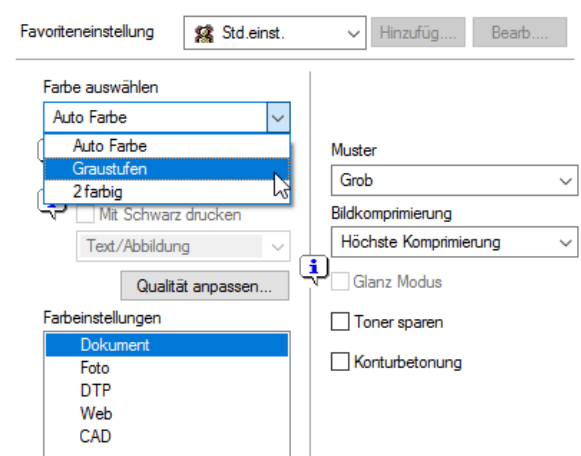 Favoriteneinstellung
Std.einst.
Hinzufüg....
Bearb....
Farbe auswählen
Auto Farbe
Auto Farbe
Graustufen
2 farbig
Mit Schwarz drucken
Text/Abbildung
Qualität anpassen...
Farbeinstellungen
Dokument
Foto
DTP
Web
CAD
Muster
Grob
Bildkomprimierung
Höchste Komprimierung
Glanz Modus
Toner sparen
Konturbetonung